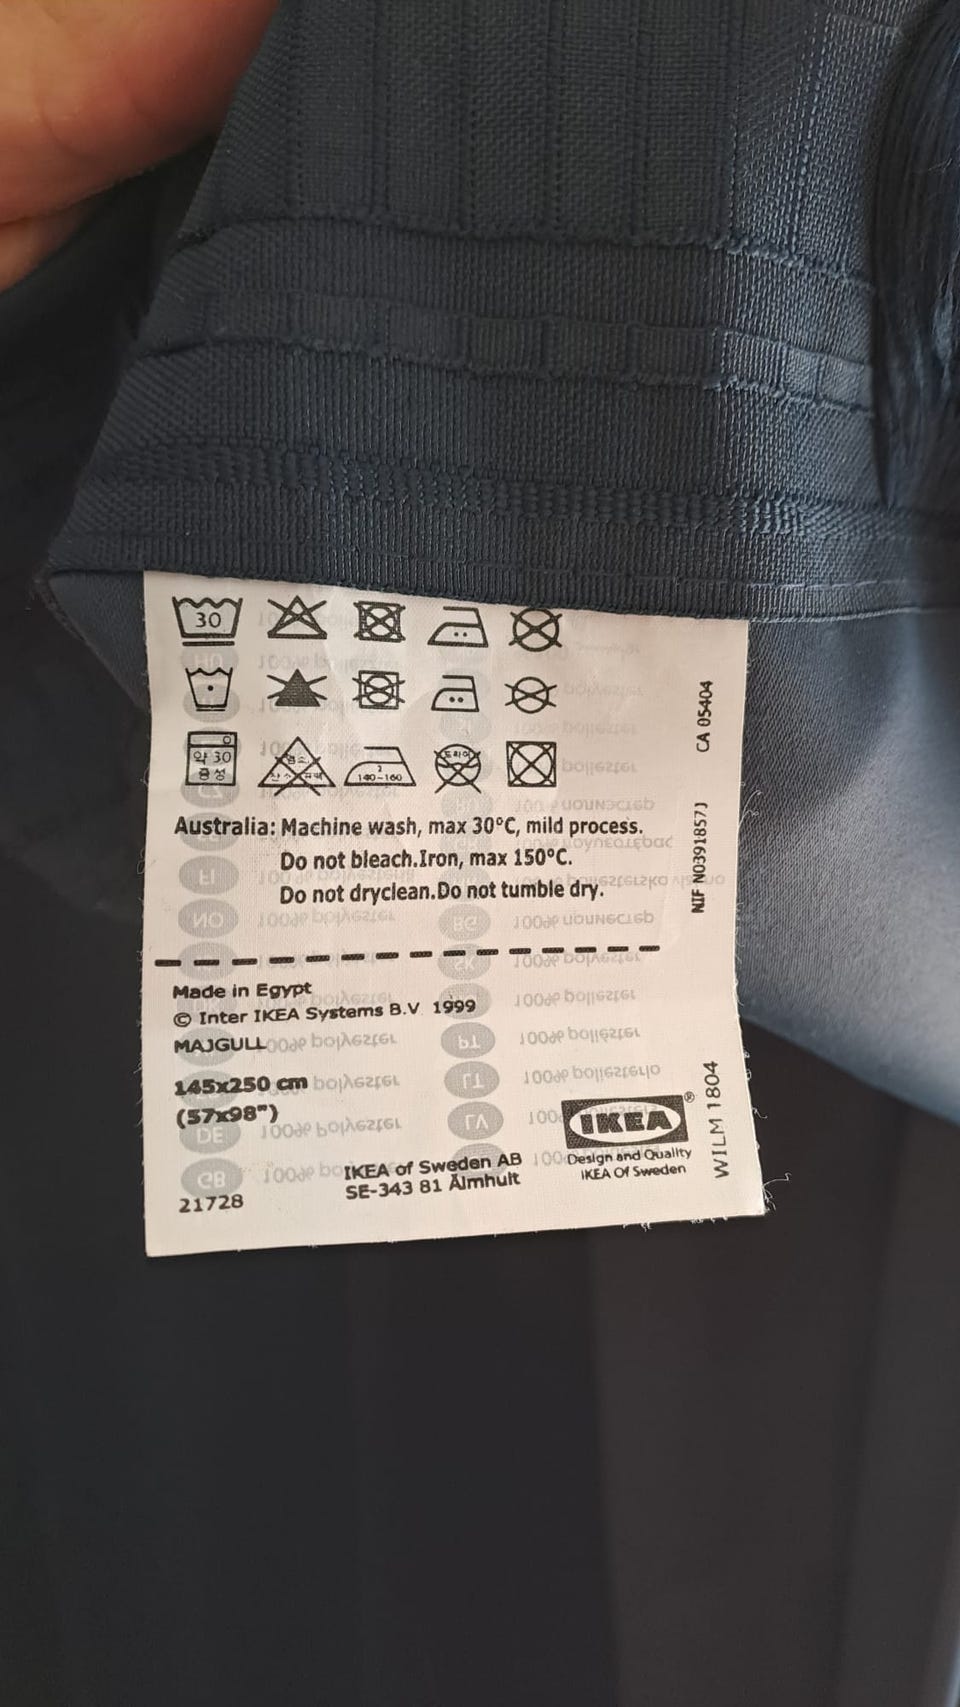 30
약 30
중성
140~160
드라이
Australia: Machine wash, max 30°C, mild process.
Do not bleach.Iron, max 150°C.
Do not dryclean.Do not tumble dry.
CA 05404
NIF N0391857J
Made in Egypt
© Inter IKEA Systems B.V. 1999
MAJGULL
145x250 cm
(57x98")
21728
IKEA of Sweden AB
SE-343 81 Älmhult
IKEA ®
Design and Quality
IKEA Of Sweden
WILM 1804